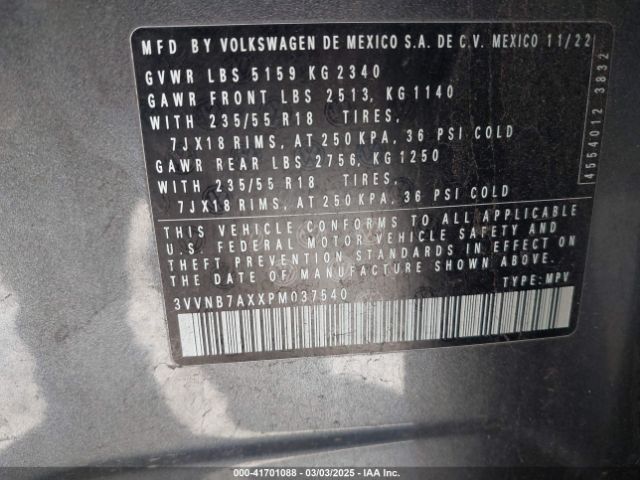 MFD BY VOLKSWAGEN DE MEXICO S.A. DE C.V. MEXICO 11/22
GVWR LBS 5159 KG 2340
GAWR FRONT LBS 2513, KG 1140
WITH 235/55 R18 TIRES,
7JX18 RIMS, AT 250 KPA, 36 PSI COLD
GAWR REAR LBS 2756, KG 1250
WITH 235/55 R18 TIRES,
7JX18 RIMS, AT 250 KPA, 36 PSI COLD
THIS VEHICLE CONFORMS TO ALL APPLICABLE
U.S. FEDERAL MOTOR VEHICLE SAFETY AND
THEFT PREVENTION STANDARDS IN EFFECT ON
THE DATE OF MANUFACTURE SHOWN ABOVE.
3VVNB7AXXPM037540 TYPE:MPV
4554012 3832
000-41701088 | 03/03/2025 | IAA Inc.